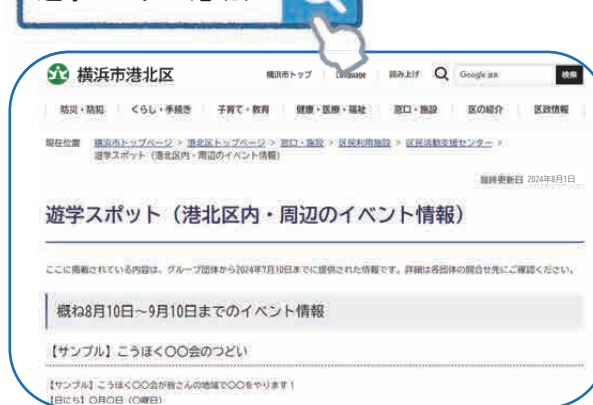 横浜市港北区
横浜市トップ Language 読み上げ Google 検索 検索
防災・防犯 くらし・手続き 子育て・教育 健康・医療・福祉 窓口・施設 区の紹介 区政情報
現在位置 横浜市トップページ > 港北区トップページ > 窓口・施設 > 区民利用施設 > 区民活動支援センター >
遊学スポット（港北区内・周辺のイベント情報）
最終更新日 2024年8月1日
遊学スポット（港北区内・周辺のイベント情報）
ここに掲載されている内容は、グループ団体から2024年7月10日までに提供された情報です。詳細は各団体の問合せ先にご確認ください。
概ね8月10日～9月10日までのイベント情報
【サンプル】こうほく〇〇会のつどい
【サンプル】こうほく〇〇会が皆さんの地域で〇〇をやります！
【日にち】〇月〇日（〇曜日）